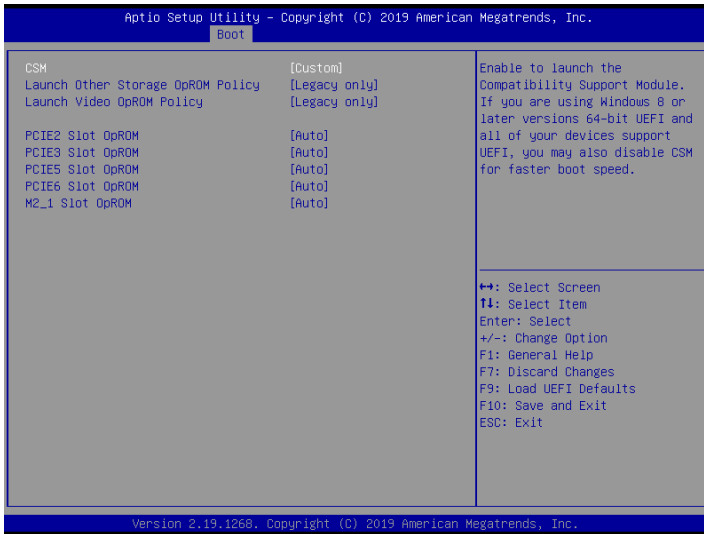 Aptio Setup Utility – Copyright (C) 2019 American Megatrends, Inc.
Boot
CSM [Custom]
Launch Other Storage OpROM Policy [Legacy only]
Launch Video OpROM Policy [Legacy only]
PCIE2 Slot OpROM [Auto]
PCIE3 Slot OpROM [Auto]
PCIE5 Slot OpROM [Auto]
PCIE6 Slot OpROM [Auto]
M2_1 Slot OpROM [Auto]
Enable to launch the
Compatibility Support Module.
If you are using Windows 8 or
later versions 64-bit UEFI and
all of your devices support
UEFI, you may also disable CSM
for faster boot speed.
↔: Select Screen
↑↓: Select Item
Enter: Select
+/-: Change Option
F1: General Help
F7: Discard Changes
F9: Load UEFI Defaults
F10: Save and Exit
ESC: Exit
Version 2.19.1268. Copyright (C) 2019 American Megatrends, Inc.